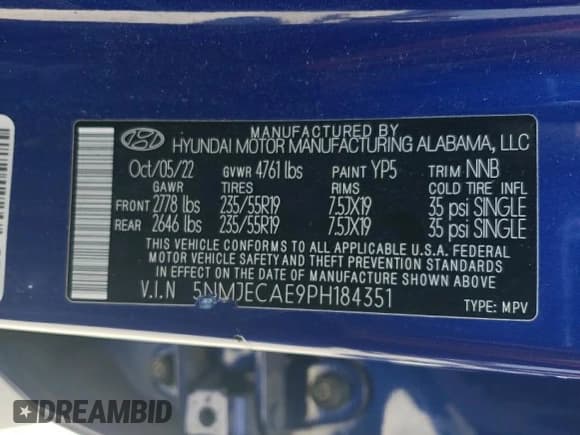 MANUFACTURED BY
HYUNDAI MOTOR MANUFACTURING ALABAMA, LLC
Oct/05/22 GVWR 4761 lbs PAINT YP5 TRIM NNB
GAWR TIRES RIMS COLD TIRE INFL
FRONT 2778 lbs 235/55R19 7.5JX19 35 psi SINGLE
REAR 2646 lbs 235/55R19 7.5JX19 35 psi SINGLE
THIS VEHICLE CONFORMS TO ALL APPLICABLE U.S.A. FEDERAL
MOTOR VEHICLE SAFETY AND THEFT PREVENTION STANDARDS
IN EFFECT ON THE DATE OF MANUFACTURE SHOWN ABOVE.
V.I.N 5NMJECAE9PH184351
TYPE: MPV
DREAMBID